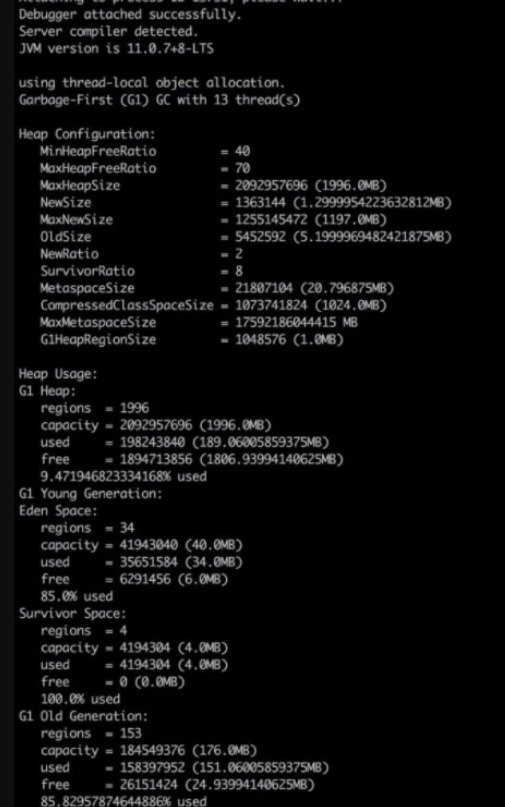 Debugger attached successfully.
Server compiler detected.
JVM version is 11.0.7+8-LTS
using thread-local object allocation.
Garbage-First (G1) GC with 13 thread(s)
Heap Configuration:
MinHeapFreeRatio = 40
MaxHeapFreeRatio = 70
MaxHeapSize = 2092957696 (1996.0MB)
NewSize = 1363144 (1.2999954223632812MB)
MaxNewSize = 1255145472 (1197.0MB)
OldSize = 5452592 (5.1999969482421875MB)
NewRatio = 2
SurvivorRatio = 8
MetaspaceSize = 21807104 (20.796875MB)
CompressedClassSpaceSize = 1073741824 (1024.0MB)
MaxMetaspaceSize = 17592186044415 MB
G1HeapRegionSize = 1048576 (1.0MB)
Heap Usage:
G1 Heap:
regions = 1996
capacity = 2092957696 (1996.0MB)
used = 198243840 (189.06005859375MB)
free = 1894713856 (1806.93994140625MB)
9.471946823334168% used
G1 Young Generation:
Eden Space:
regions = 34
capacity = 41943040 (40.0MB)
used = 35651584 (34.0MB)
free = 6291456 (6.0MB)
85.0% used
Survivor Space:
regions = 4
capacity = 4194304 (4.0MB)
used = 4194304 (4.0MB)
free = 0 (0.0MB)
100.0% used
G1 Old Generation:
regions = 153
capacity = 184549376 (176.0MB)
used = 158397952 (151.06005859375MB)
free = 26151424 (24.93994140625MB)
85.82957874644886% used